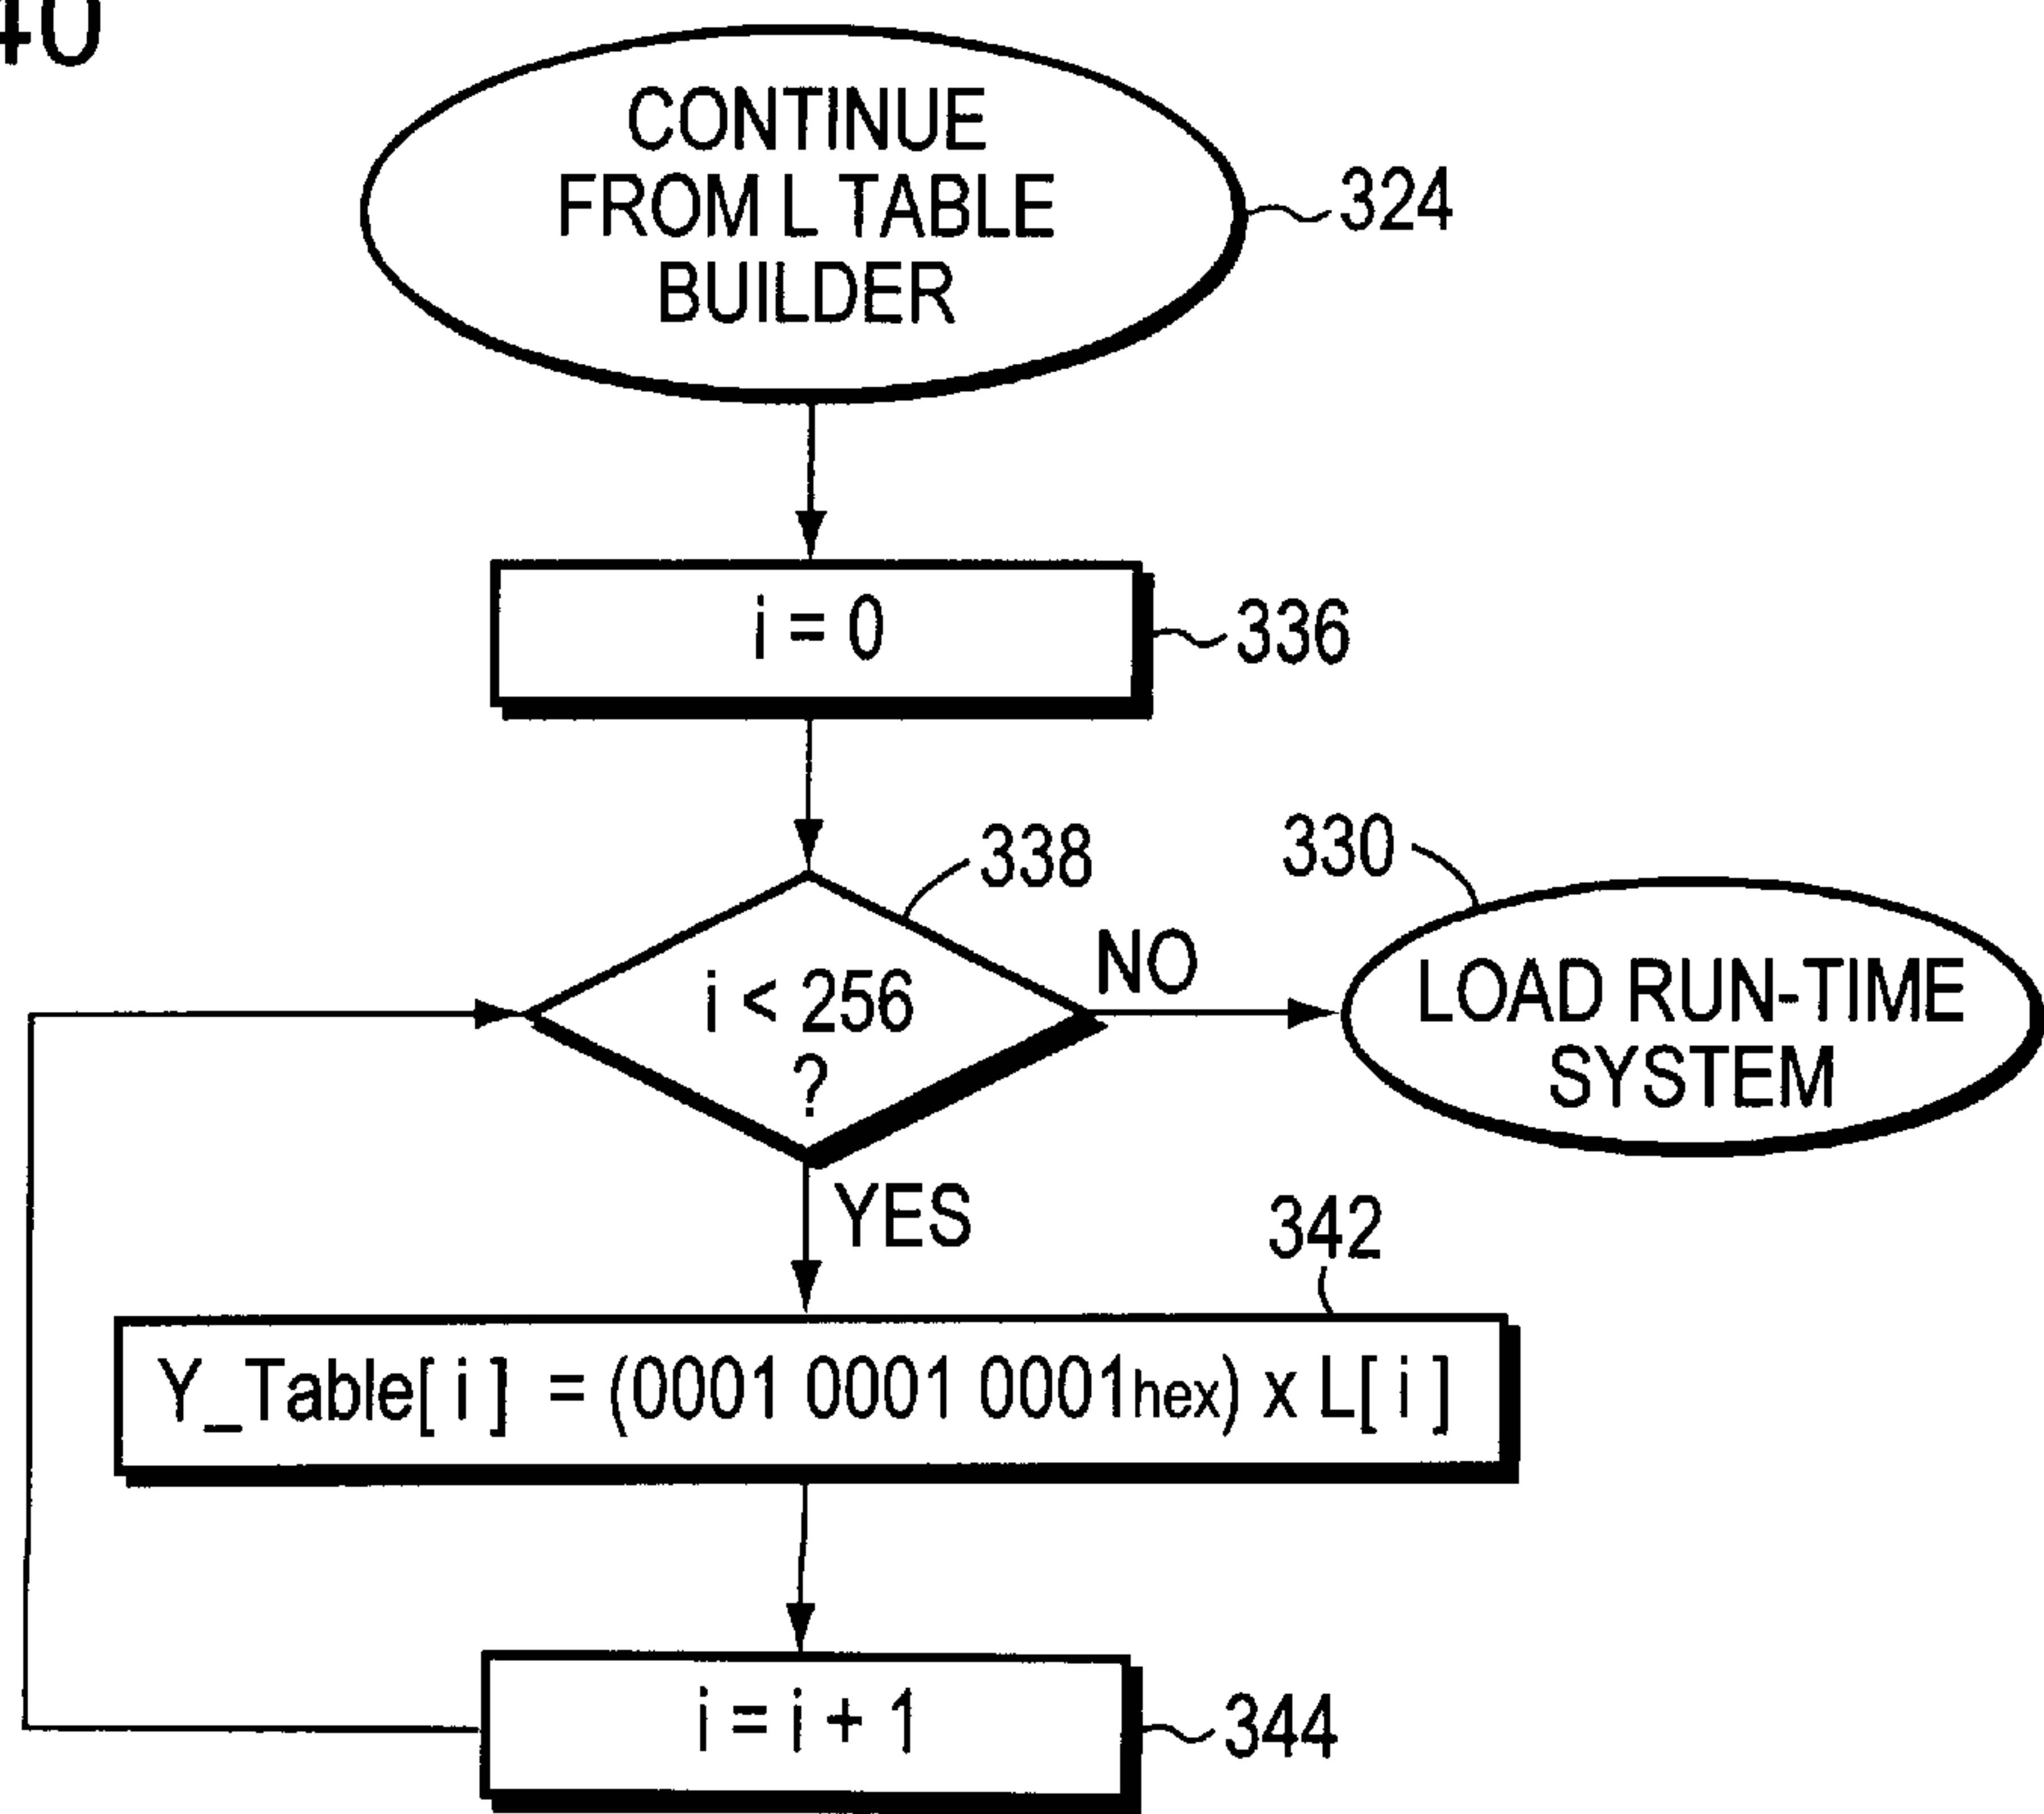 40
CONTINUE
FROM L TABLE
BUILDER
324
i = 0
336
338
330
i < 256
?
NO
LOAD RUN-TIME
SYSTEM
YES
342
Y_Table[ i ] = (0001 0001 0001hex) x L[ i ]
i = i + 1
344